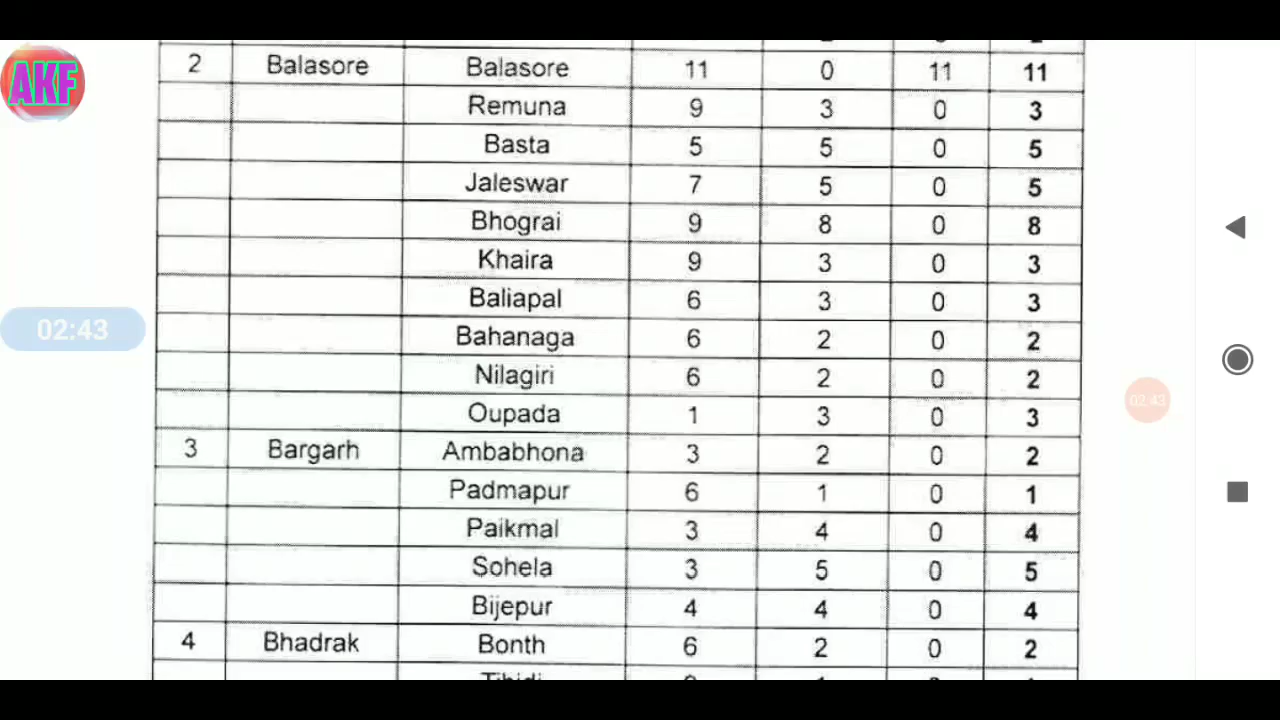 AKF
2 Balasore Balasore 11 0 11 11
Remuna 9 3 0 3
Basta 5 5 0 5
Jaleswar 7 5 0 5
Bhograi 9 8 0 8
Khaira 9 3 0 3
Baliapal 6 3 0 3
02:43
Bahanaga 6 2 0 2
Nilagiri 6 2 0 2
02:43
Oupada 1 3 0 3
3 Bargarh Ambabhona 3 2 0 2
Padmapur 6 1 0 1
Paikmal 3 4 0 4
Sohela 3 5 0 5
Bijepur 4 4 0 4
4 Bhadrak Bonth 6 2 0 2